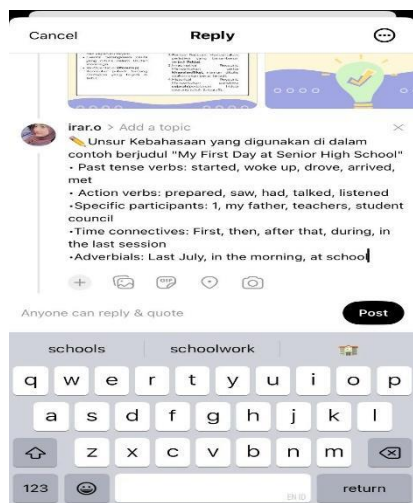 Cancel
Reply
irar.o > Add a topic
✏️Unsur Kebahasaan yang digunakan di dalam
contoh berjudul "My First Day at Senior High School"
• Past tense verbs: started, woke up, drove, arrived,
met
• Action verbs: prepared, saw, had, talked, listened
•Specific participants: 1, my father, teachers, student
council
•Time connectives: First, then, after that, during, in
the last session
•Adverbials: Last July, in the morning, at school
GIF
Anyone can reply & quote
Post
schools
schoolwork
q w e r t y u i o p
a s d f g h j k l
z x c v b n m
123
return